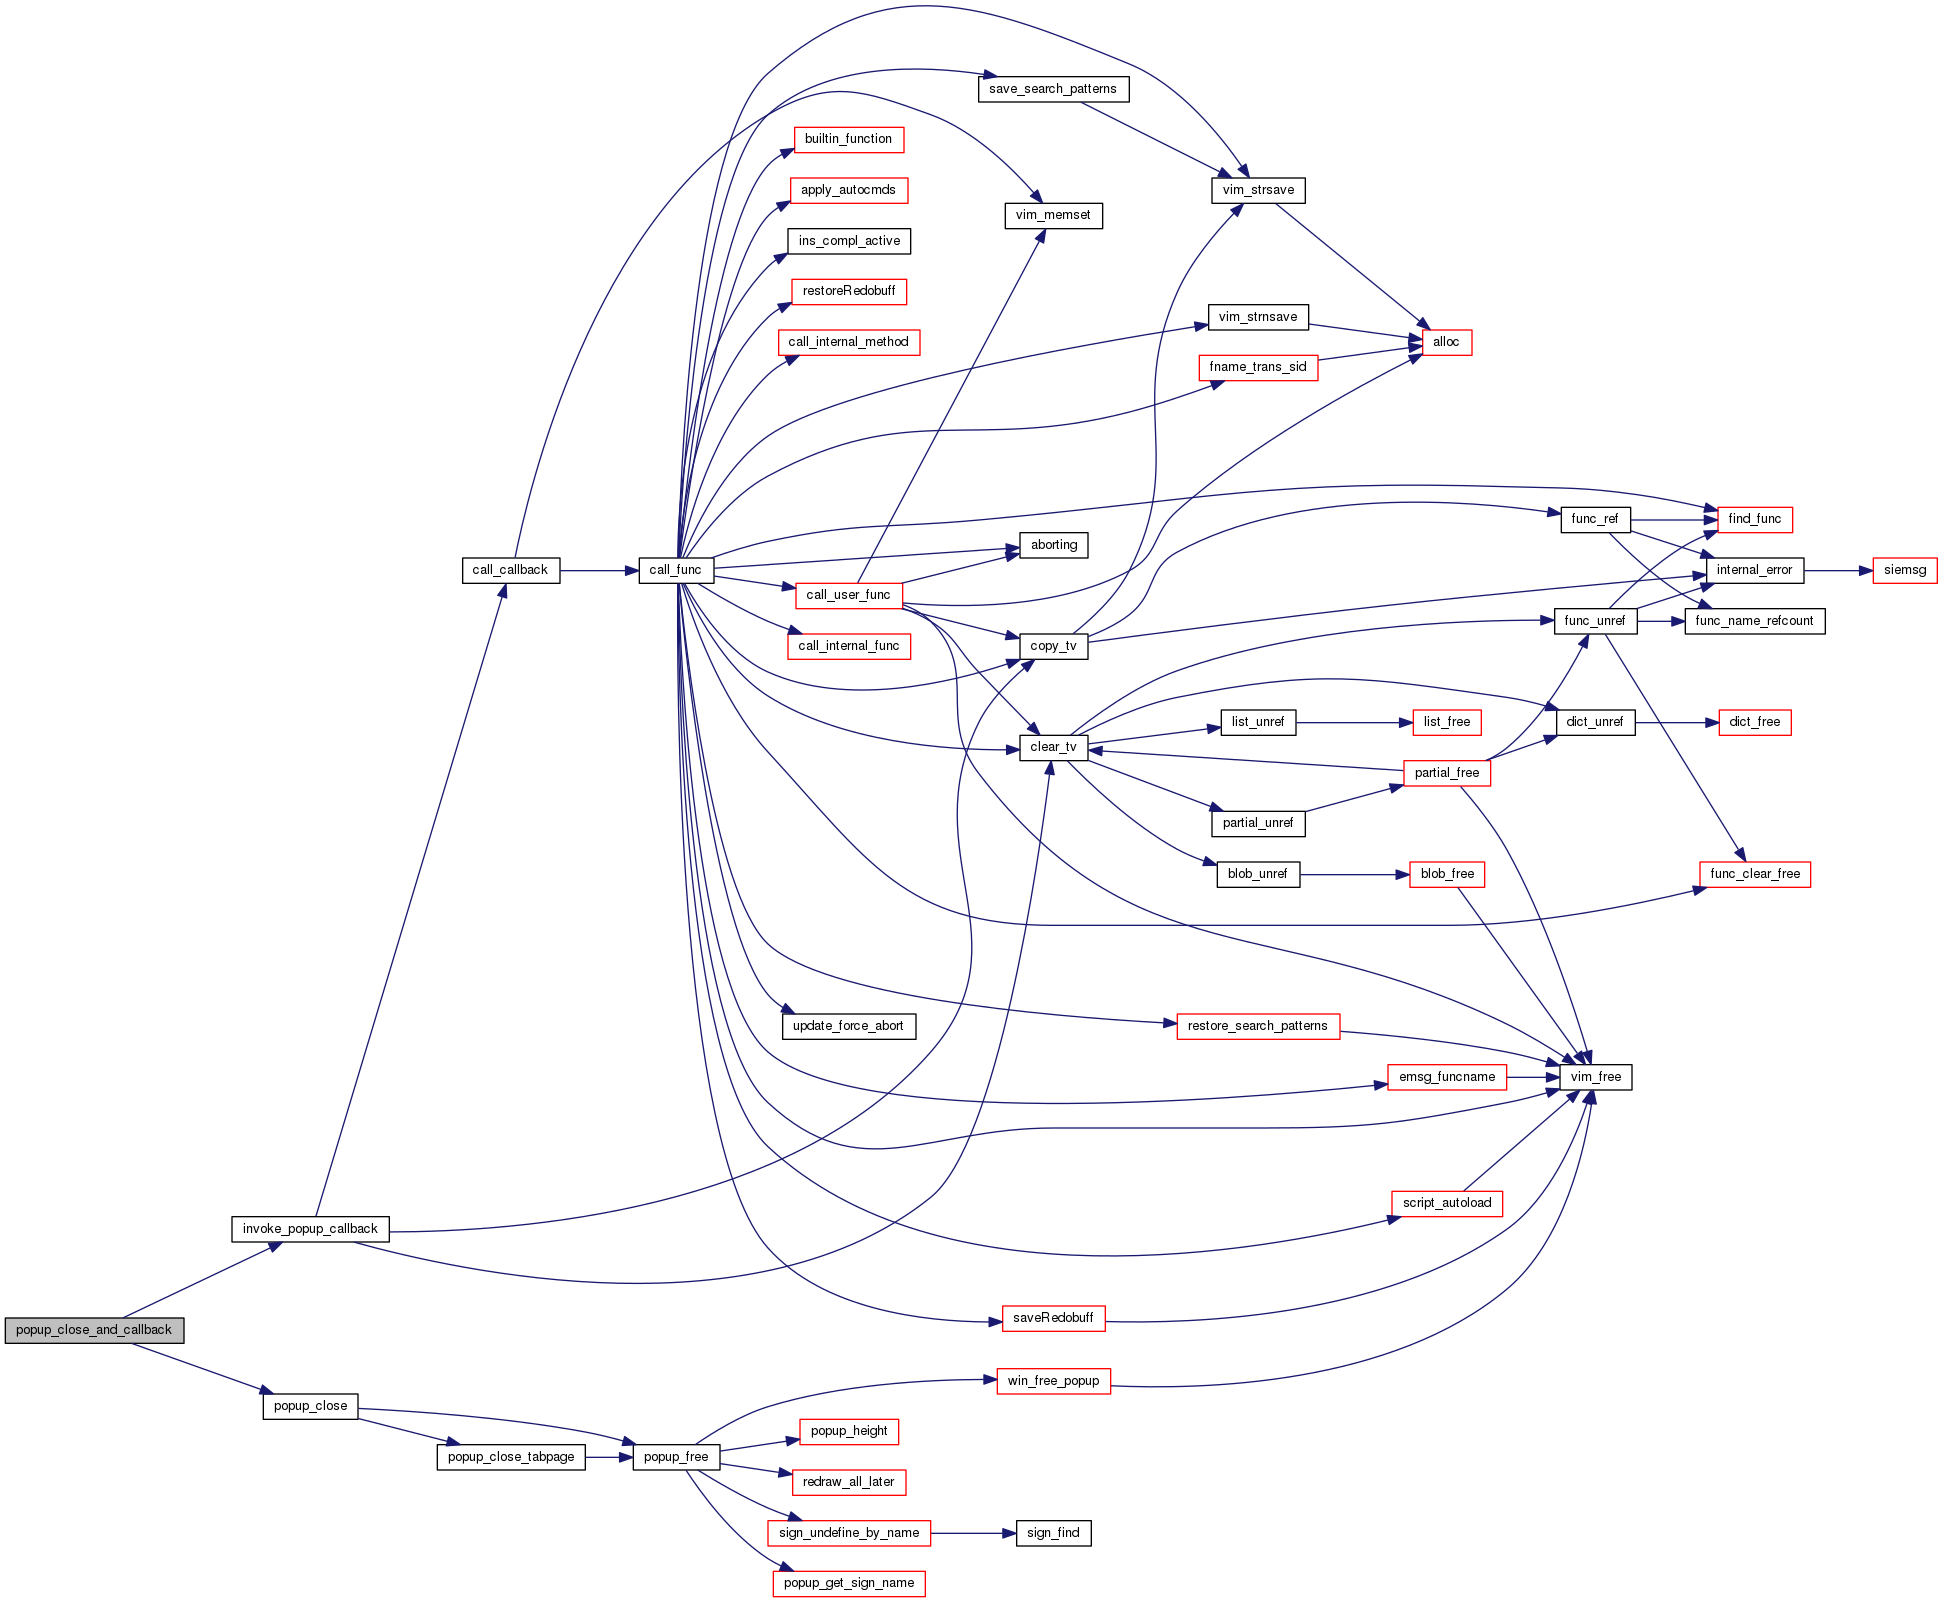 save_search_patterns
builtin_function
apply_autocmds
vim_strsave
vim_memset
ins_compl_active
restoreRedobuff
vim_strnsave
call_internal_method
alloc
fname_trans_sid
func_ref
find_func
aborting
call_callback
call_func
internal_error
siemsg
call_user_func
func_unref
func_name_refcount
call_internal_func
copy_tv
list_unref
list_free
dict_unref
dict_free
clear_tv
partial_free
partial_unref
blob_unref
blob_free
func_clear_free
update_force_abort
restore_search_patterns
emsg_funcname
vim_free
script_autoload
invoke_popup_callback
saveRedobuff
popup_close_and_callback
win_free_popup
popup_close
popup_height
popup_close_tabpage
popup_free
redraw_all_later
sign_undefine_by_name
sign_find
popup_get_sign_name